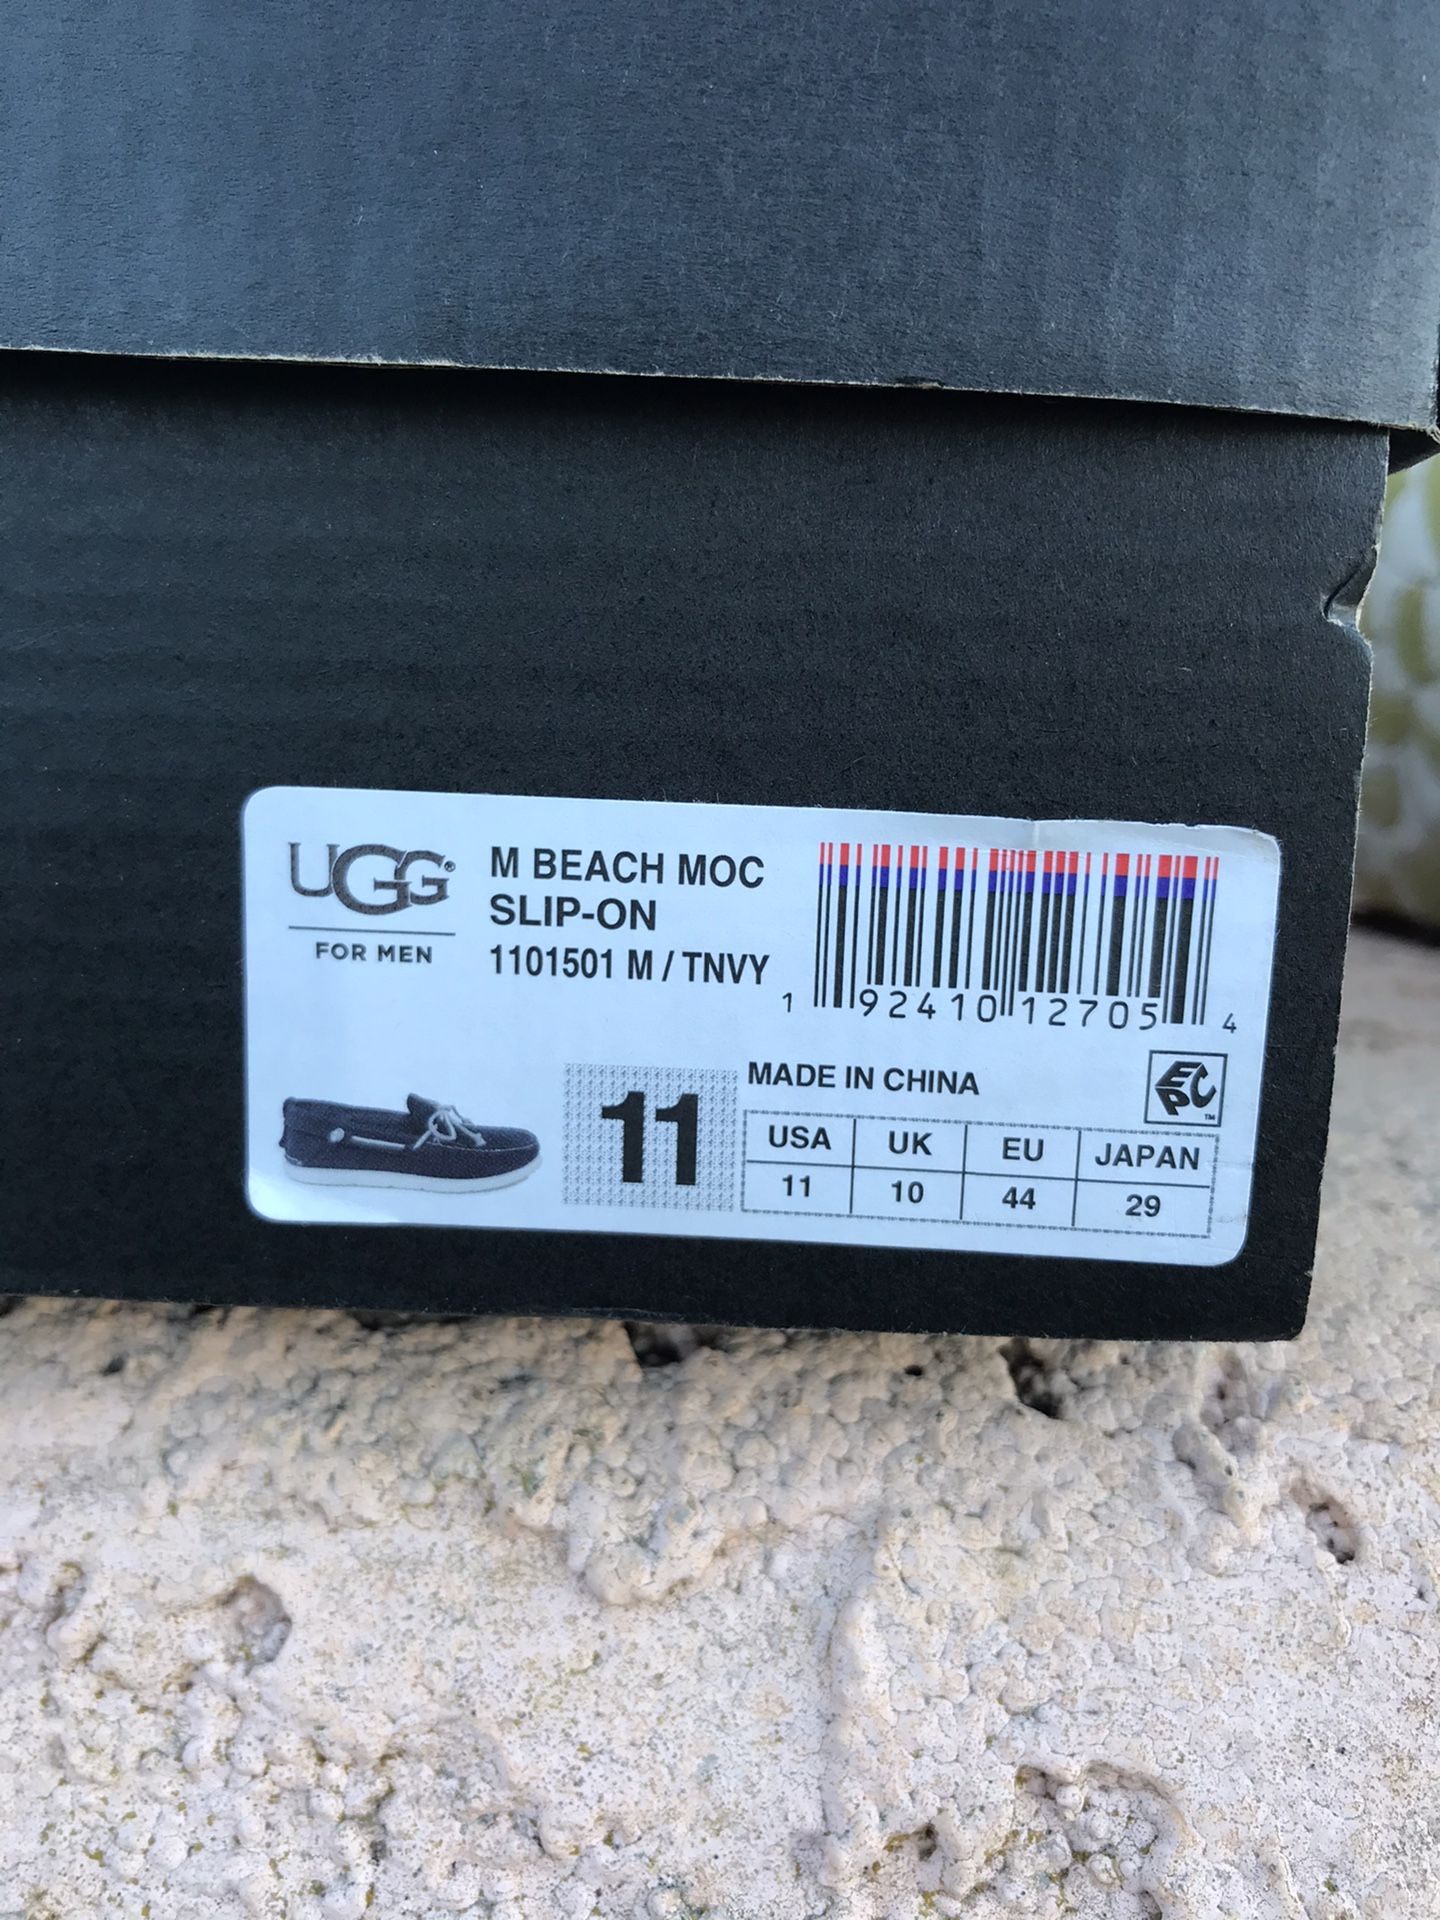 UGG®
FOR MEN
M BEACH MOC
SLIP-ON
1101501 M / TNVY
1 92410 12705 4
MADE IN CHINA
EPC™
11
USA UK EU JAPAN
11 10 44 29